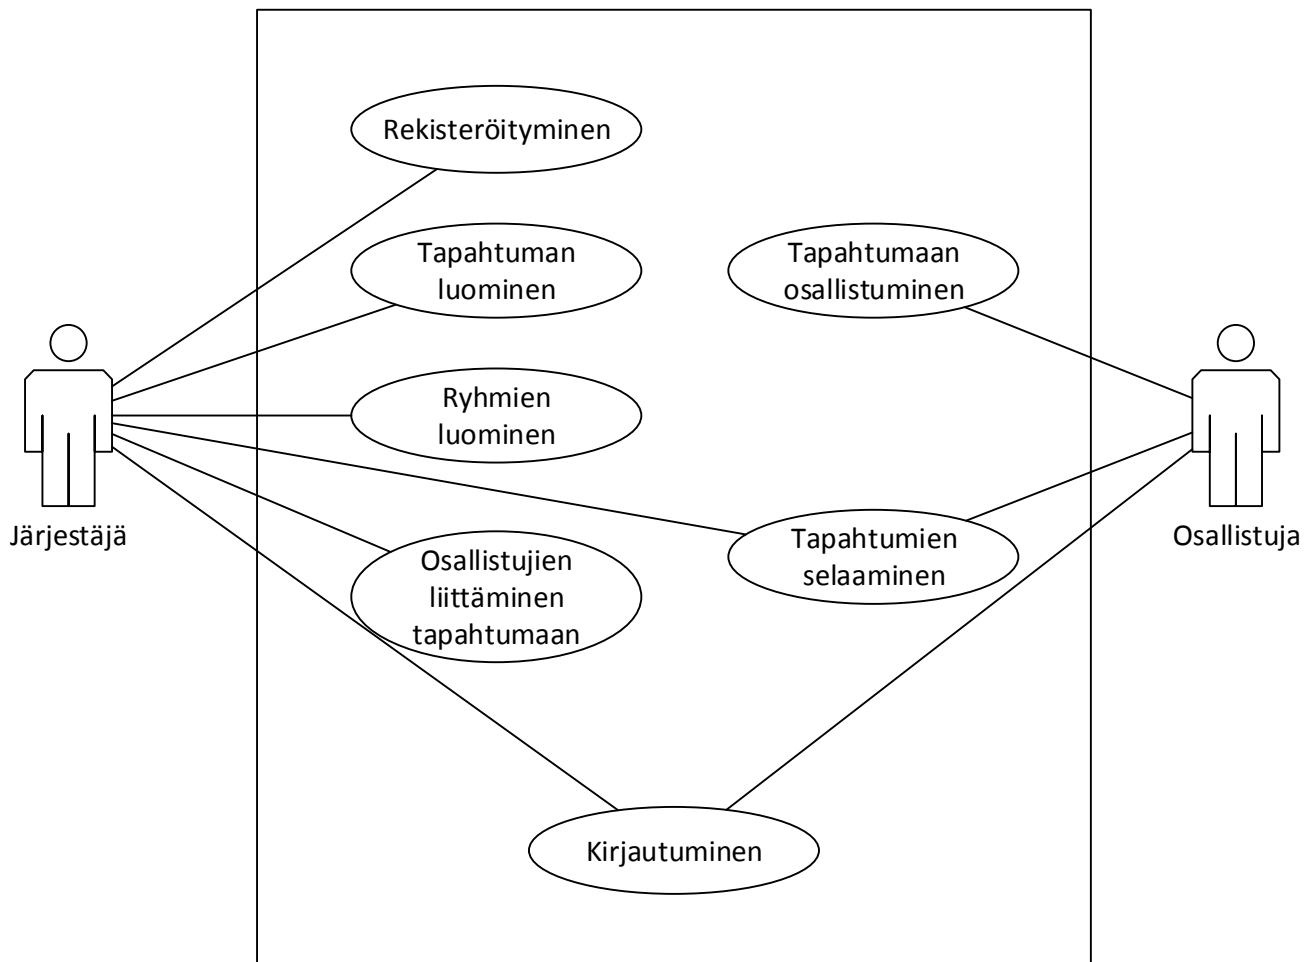 Rekisteröityminen
Tapahtuman
luominen
Tapahtumaan
osallistuminen
Ryhmien
luominen
Järjestäjä
Osallistuja
Osallistujien
liittäminen
tapahtumaan
Tapahtumien
selaaminen
Kirjautuminen